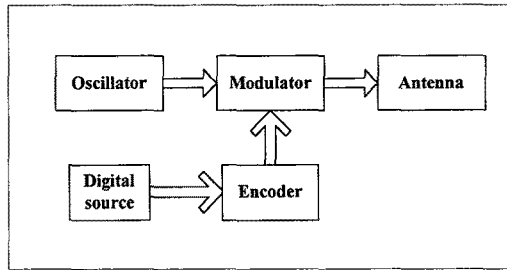 Oscillator
Modulator
Antenna
Digital
source
Encoder